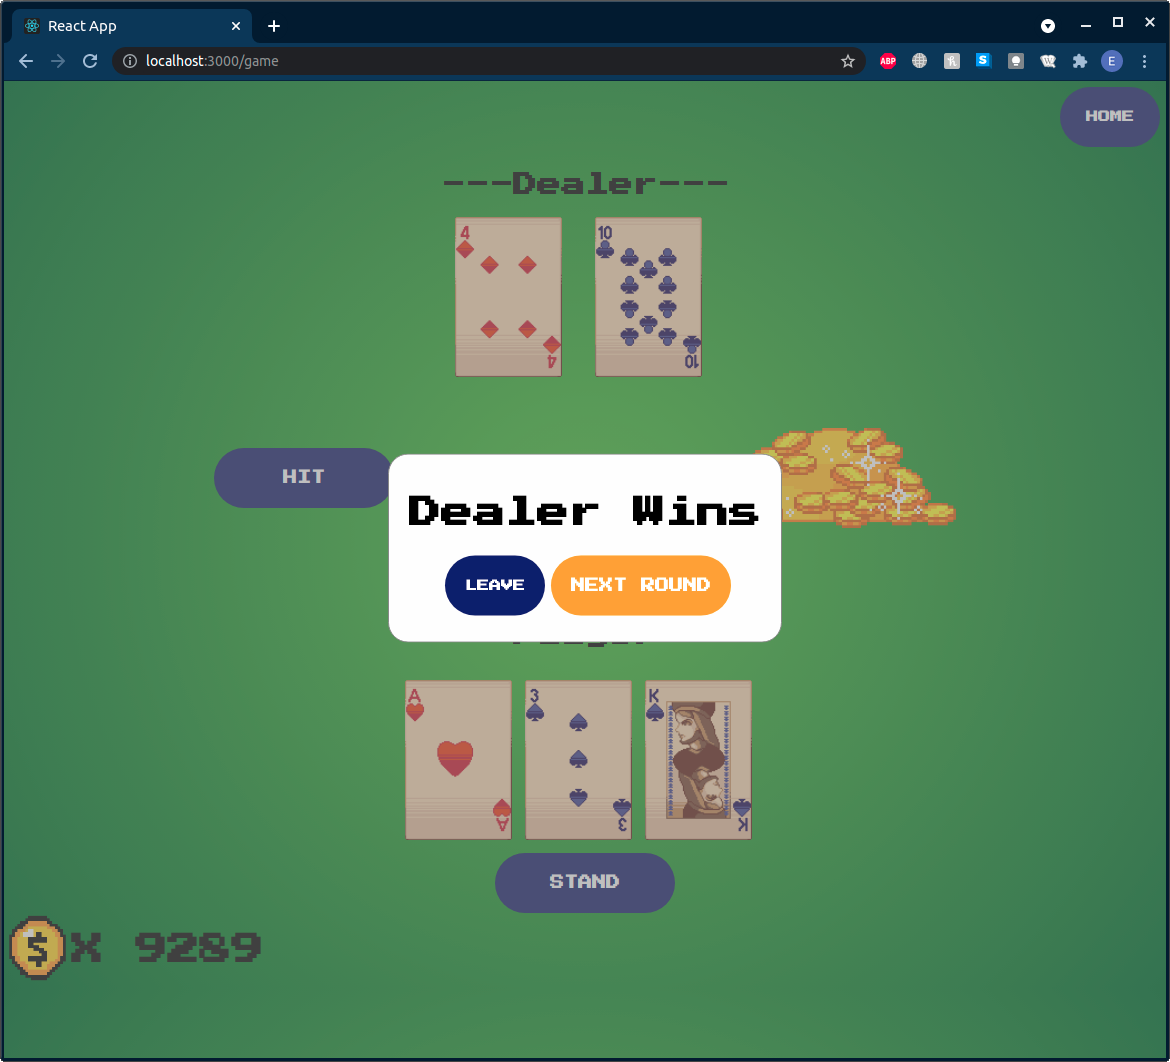 React App
localhost:3000/game
ABP
S
E
HOME
---Dealer---
4
10
4
10
HIT
Dealer Wins
LEAVE
NEXT ROUND
A
3
K
A
3
K
STAND
$ X 9289